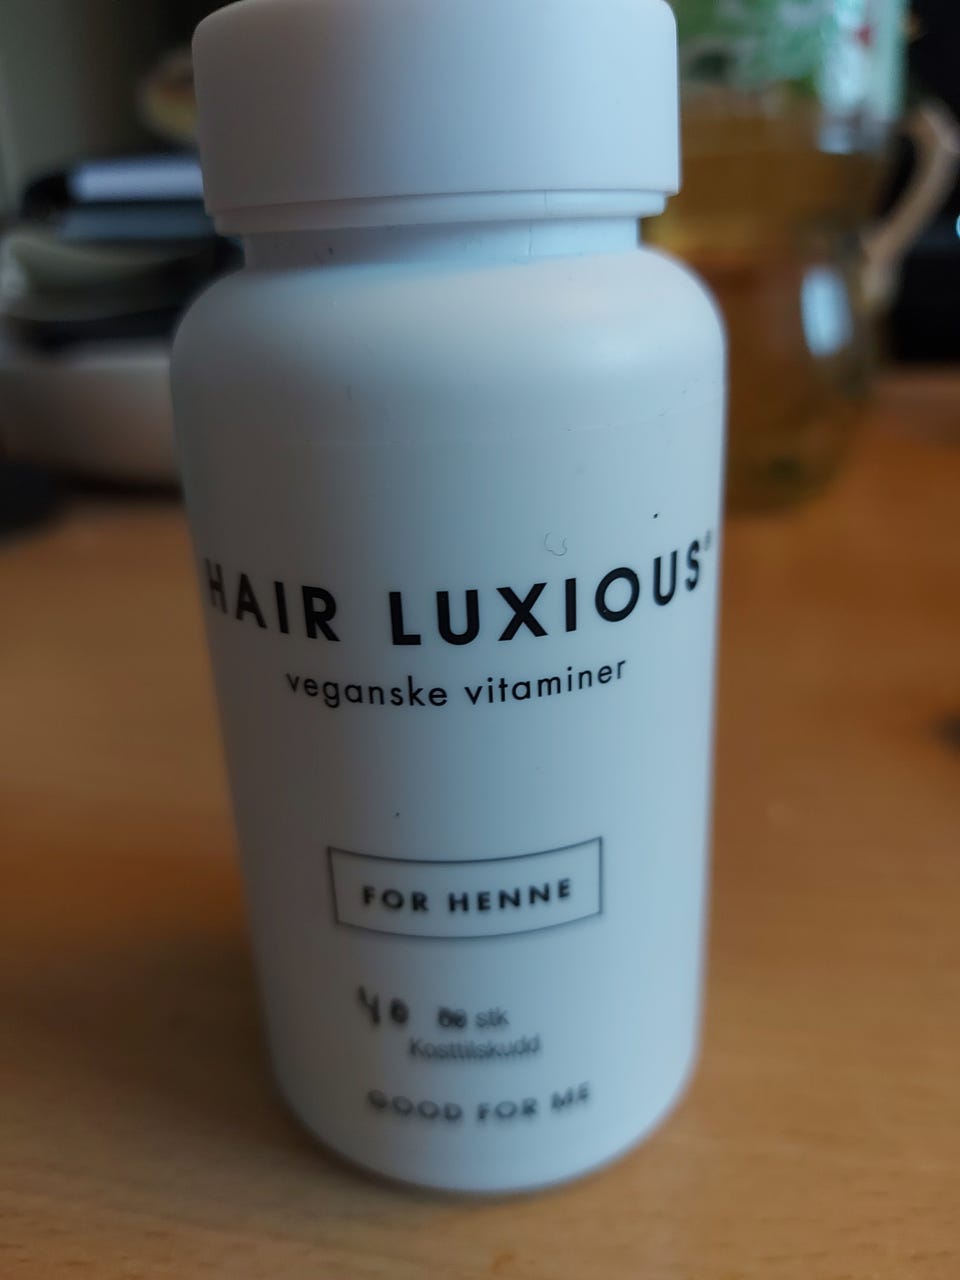 HAIR LUXIOUS®
veganske vitaminer
FOR HENNE
stk
Kosttilskudd
GOOD FOR ME